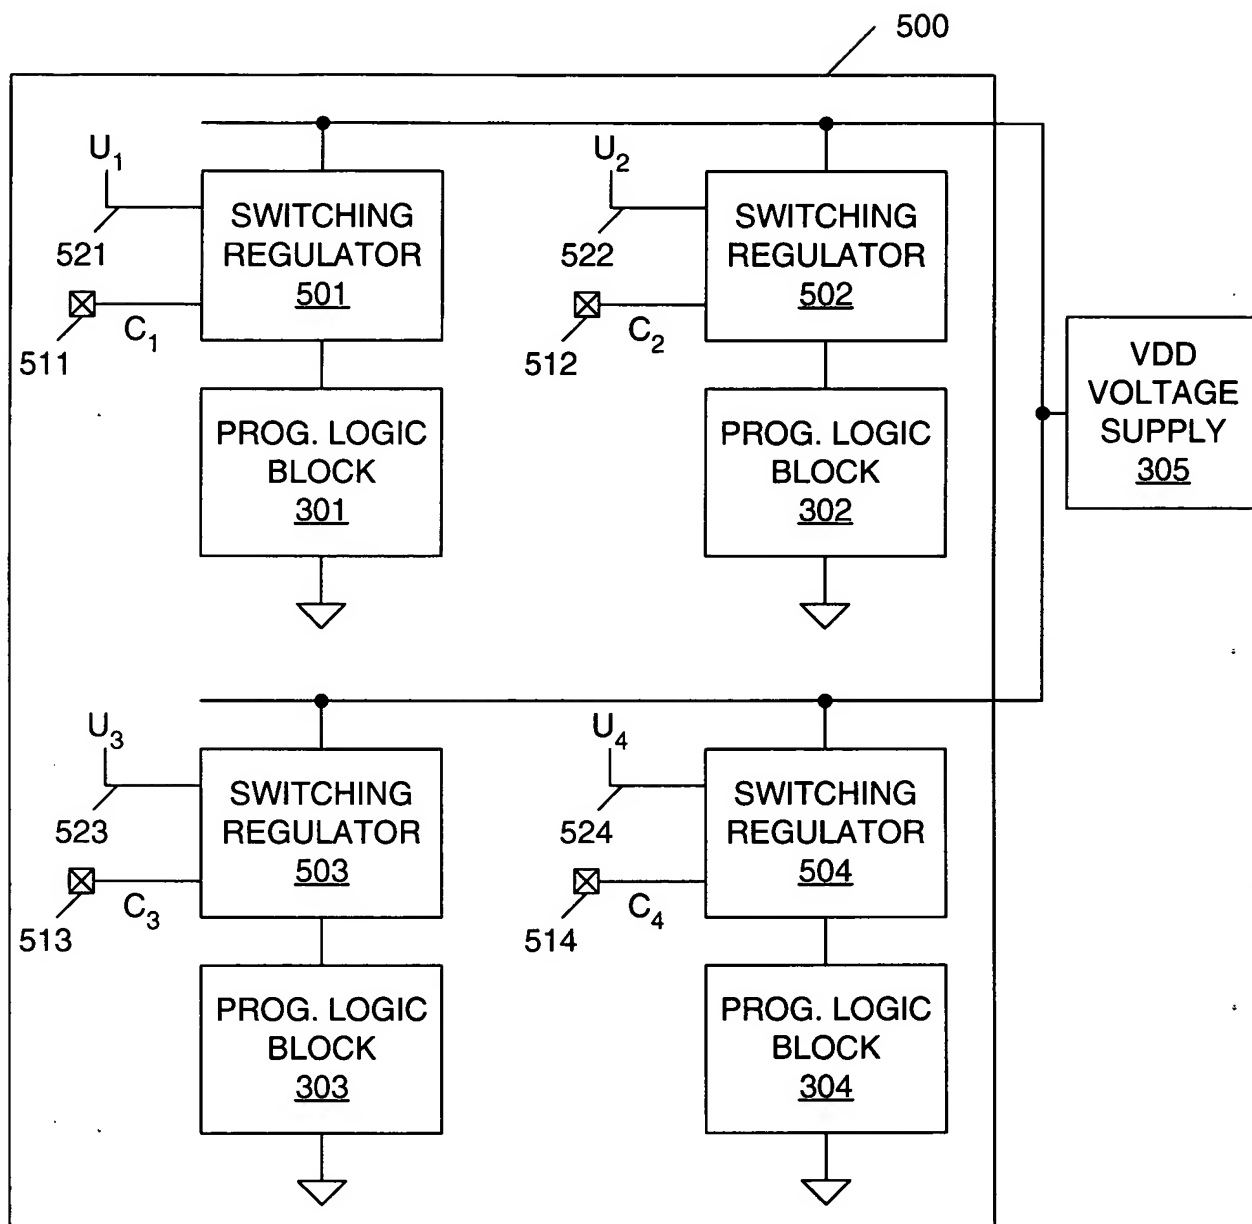 500
U1
521
511
C1
SWITCHING
REGULATOR
501
PROG. LOGIC
BLOCK
301
U2
522
512
C2
SWITCHING
REGULATOR
502
PROG. LOGIC
BLOCK
302
VDD
VOLTAGE
SUPPLY
305
U3
523
513
C3
SWITCHING
REGULATOR
503
PROG. LOGIC
BLOCK
303
U4
524
514
C4
SWITCHING
REGULATOR
504
PROG. LOGIC
BLOCK
304